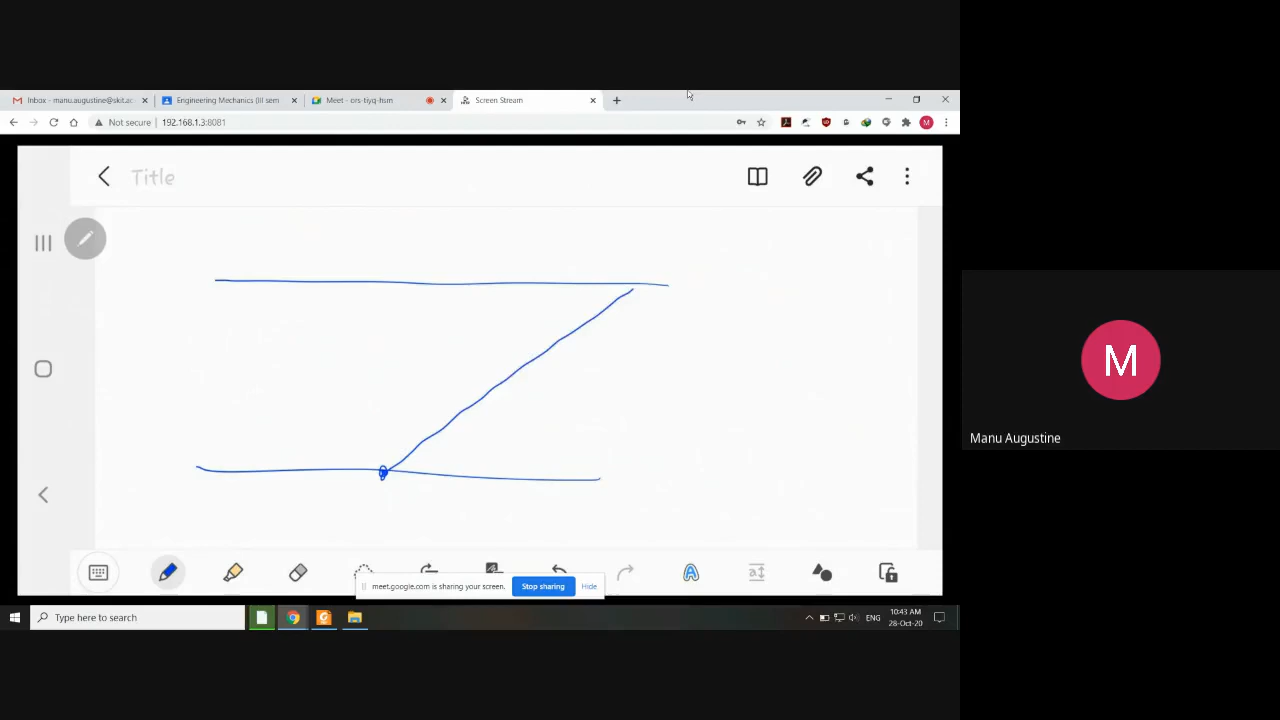 Inbox - manu.augustine@skit.ac
Engineering Mechanics (III sem
Meet - ors-tiyq-hsm
Screen Stream
Not secure
192.168.1.3:8081
M
Title
M
Manu Augustine
A
meet.google.com is sharing your screen.
Stop sharing
Hide
Type here to search
ENG
10:43 AM
28-Oct-20